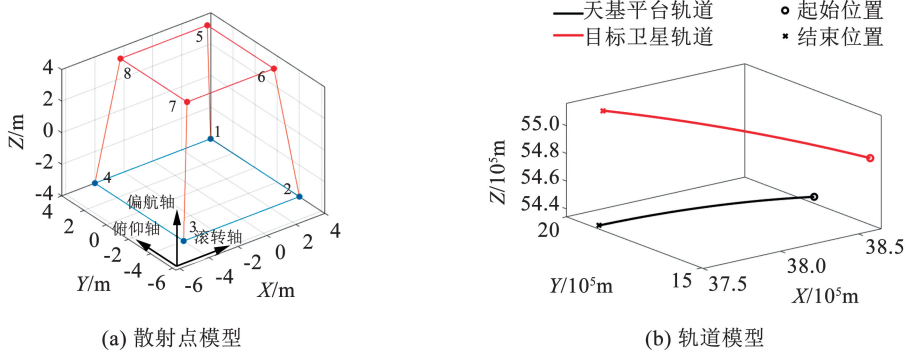 天基平台轨道 起始位置
目标卫星轨道 结束位置
5
8
6
7
1
4
2
3
偏航轴
俯仰轴
滚转轴
Z/m
4
2
0
-2
-4
4
2
0
-2
-4
-6
Y/m
-6
-4
-2
0
2
4
X/m
(a) 散射点模型
Z/10⁵m
55.0
54.8
54.6
54.4
20
15
Y/10⁵m
37.5
38.0
38.5
X/10⁵m
(b) 轨道模型